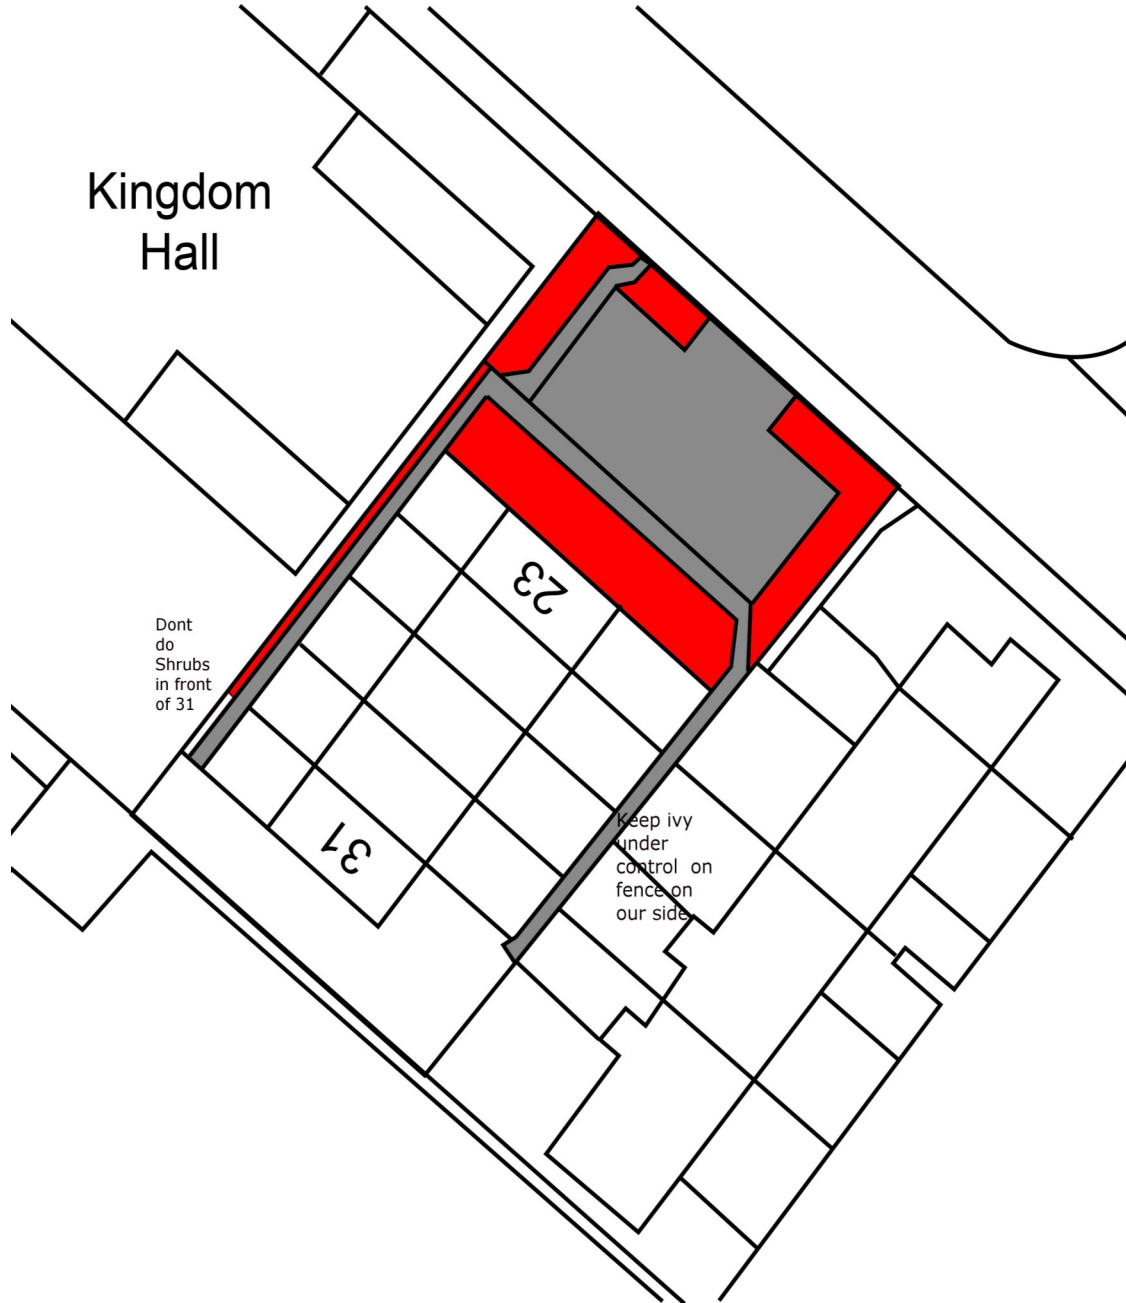 Kingdom
Hall
23
Dont
do
Shrubs
in front
of 31
31
Keep ivy
under
control on
fence on
our side